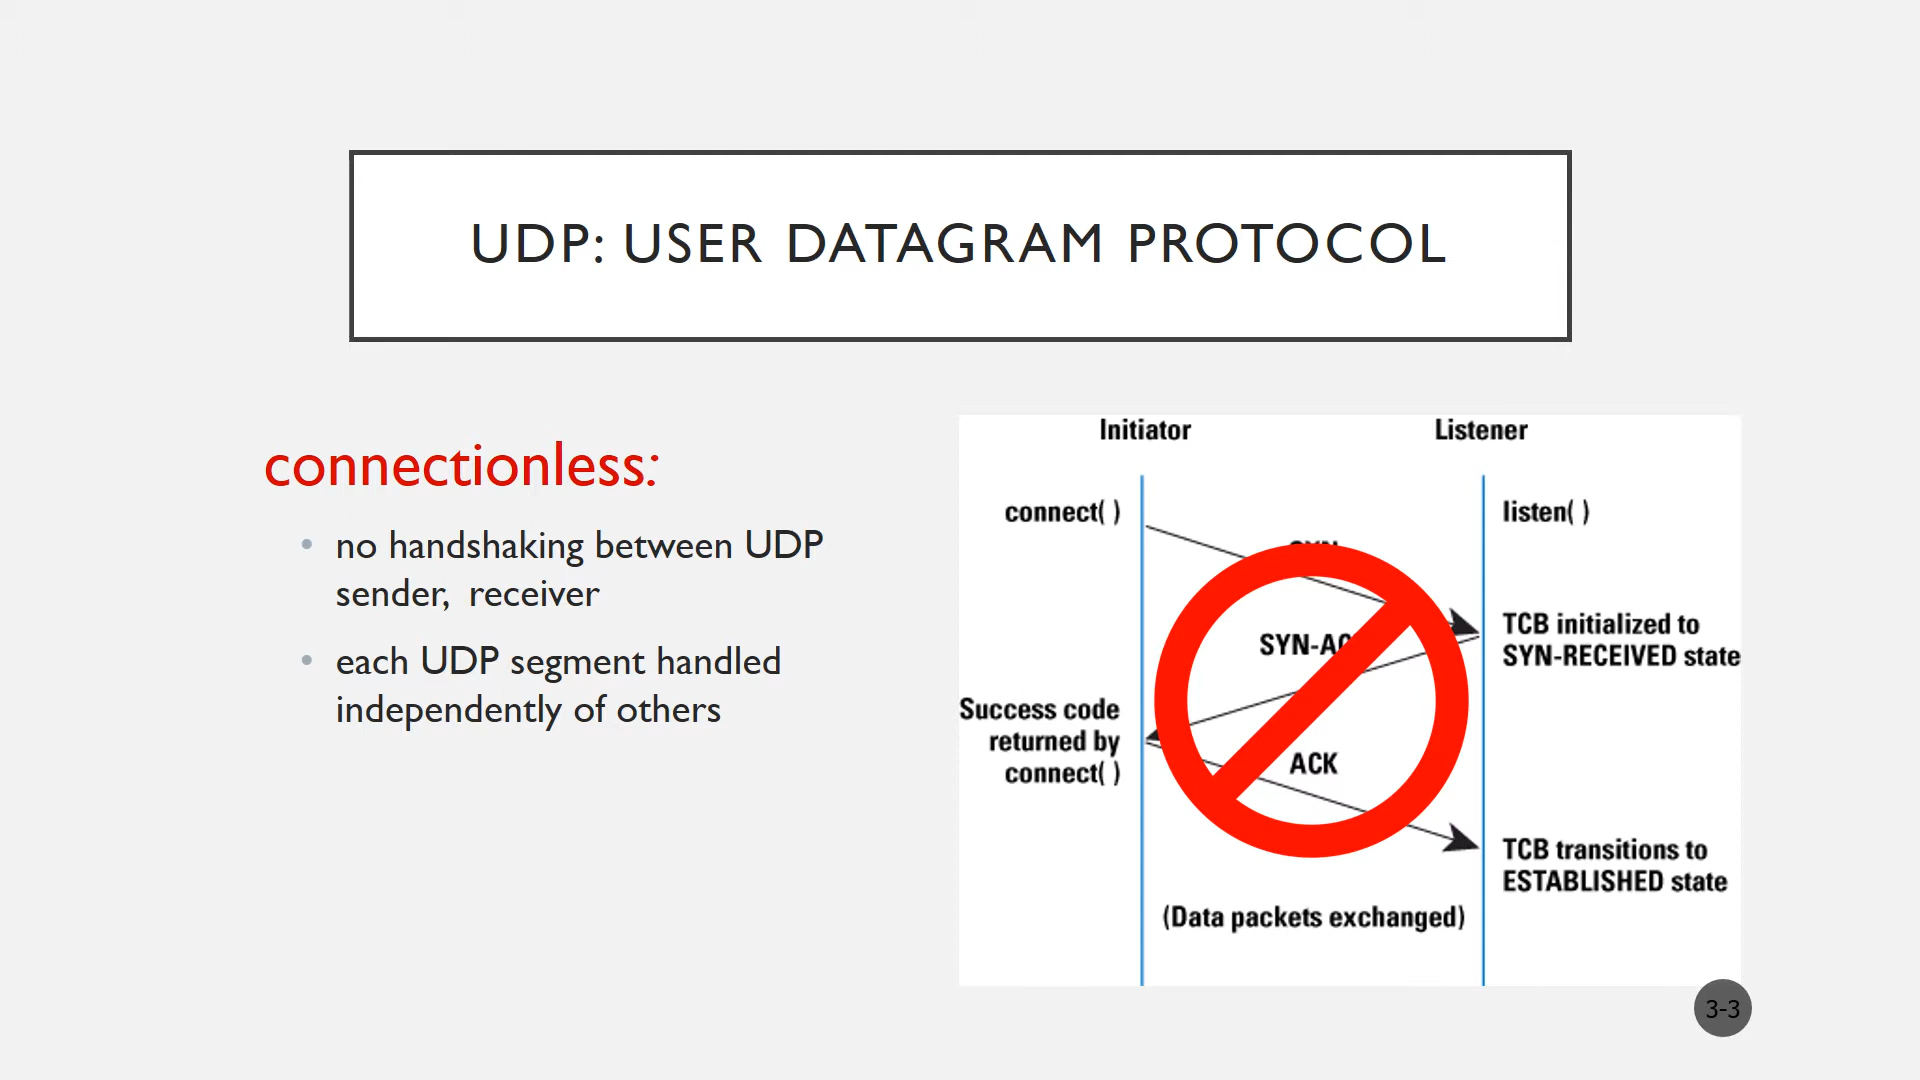 UDP: USER DATAGRAM PROTOCOL
connectionless:
• no handshaking between UDP
sender, receiver
• each UDP segment handled
independently of others
Initiator
Listener
connect( )
listen( )
TCB initialized to
SYN-RECEIVED state
Success code
returned by
connect( )
ACK
TCB transitions to
ESTABLISHED state
(Data packets exchanged)
3-3